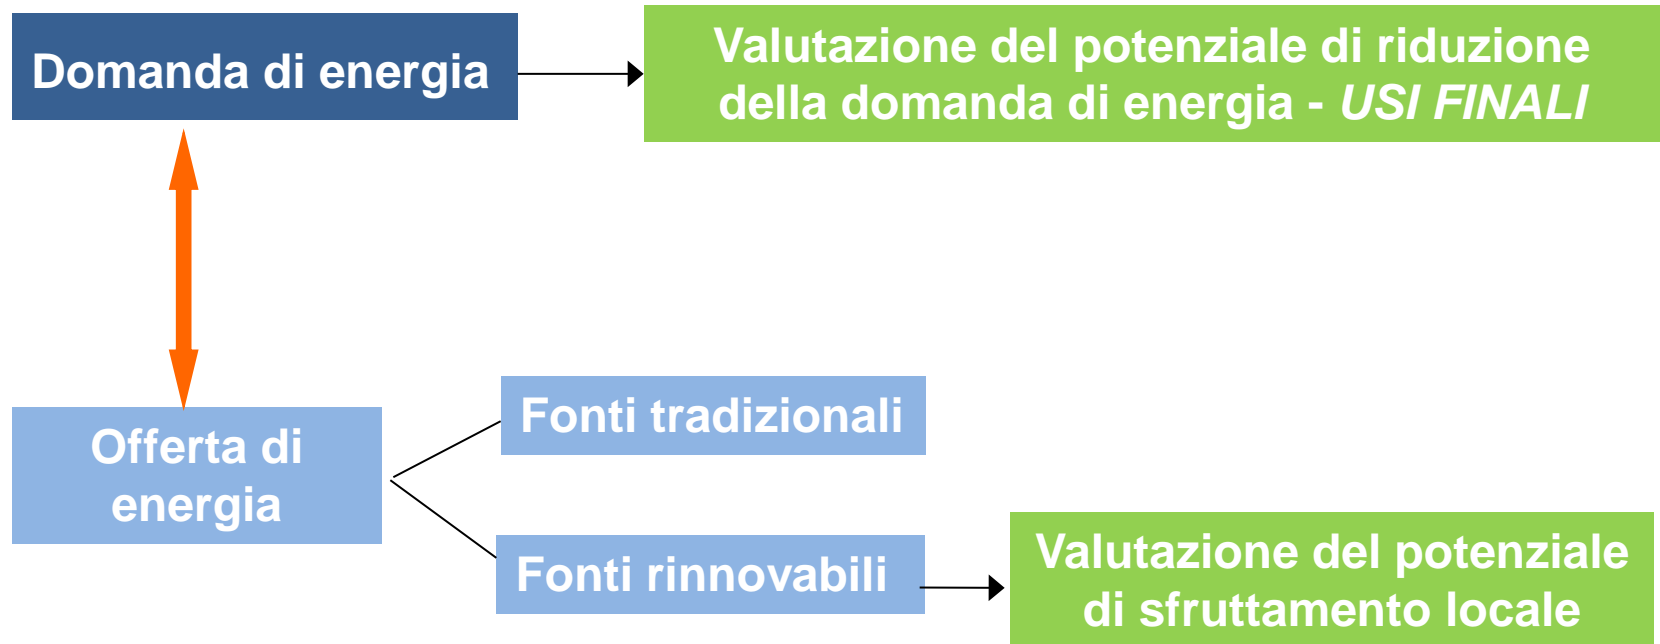 Domanda di energia
Valutazione del potenziale di riduzione
della domanda di energia - USI FINALI
Fonti tradizionali
Offerta di
energia
Fonti rinnovabili
Valutazione del potenziale
di sfruttamento locale